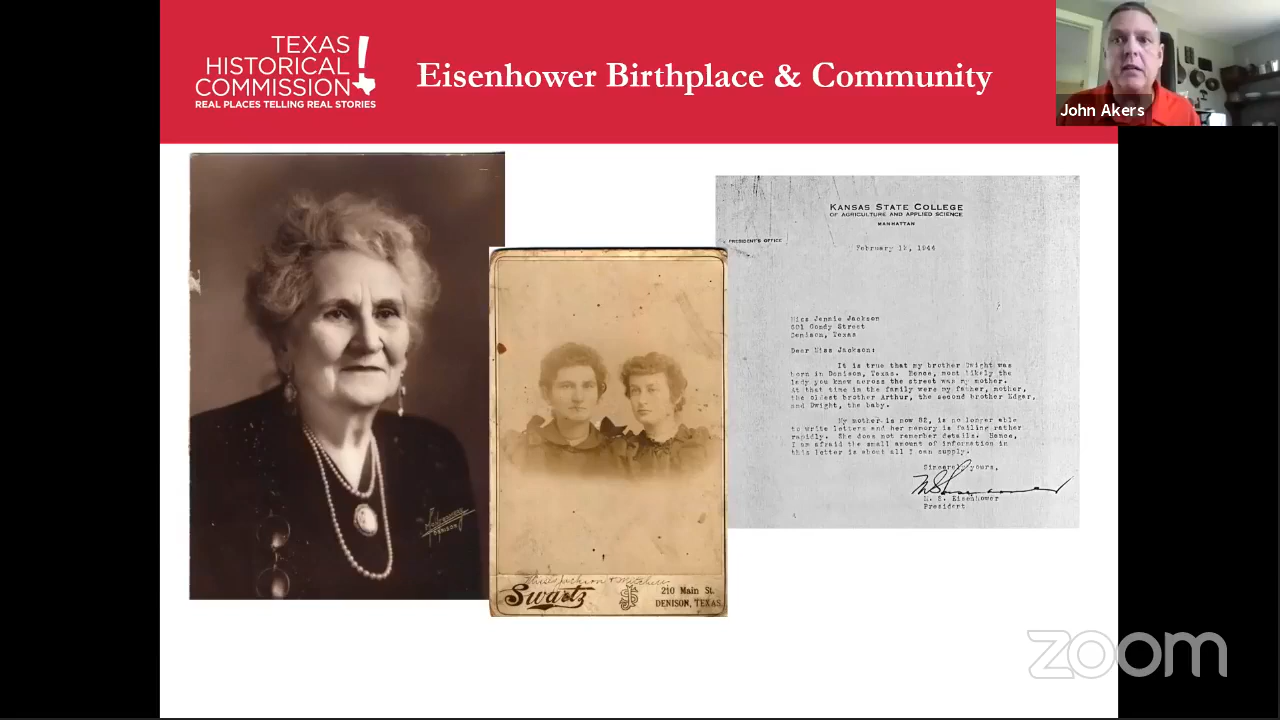 TEXAS
HISTORICAL
COMMISSION
REAL PLACES TELLING REAL STORIES
Eisenhower Birthplace & Community
John Akers
DENISON
Jackson & Mitchell
Swartz
210 Main St.
DENISON, TEXAS
KANSAS STATE COLLEGE
OF AGRICULTURE AND APPLIED SCIENCE
MANHATTAN
PRESIDENT'S OFFICE
February 1944
Miss Jennie Jackson
601 Gandy Street
Denison, Texas
Dear Miss Jackson:
It is true that my brother Dwight was
born in Denison, Texas. Hence, most likely the
lady you knew across the street was my mother.
At that time in the family were my father, mother,
the oldest brother Arthur, the second brother Edgar,
and Dwight, the baby.
My mother is now 82, is no longer able
to write letters and her memory is failing rather
rapidly. She does not remember details. Hence,
I am afraid the small amount of information in
this letter is about all I can supply.
Sincerely yours,
M. S. Eisenhower
President
zoom